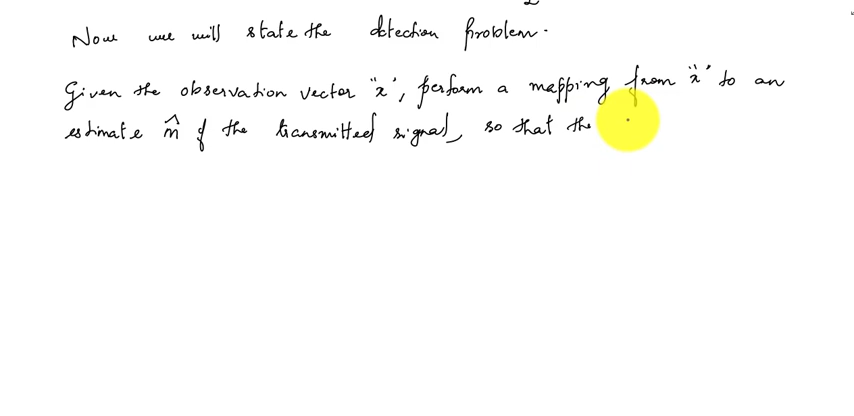 Now we will state the detection problem.
Given the observation vector "x", perform a mapping from "x" to an
estimate m̂ of the transmitted signal, so that the